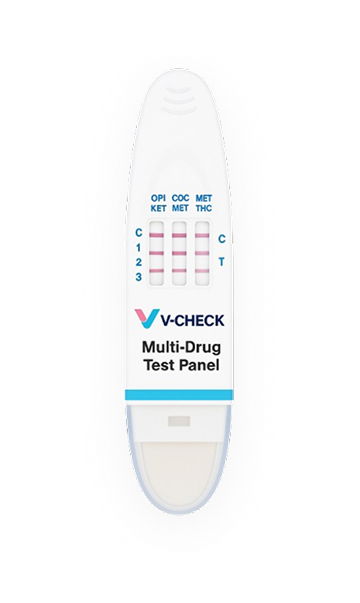 OPI COC MET
KET MET THC
C
1
2
3
C
T
V-CHECK
Multi-Drug
Test Panel